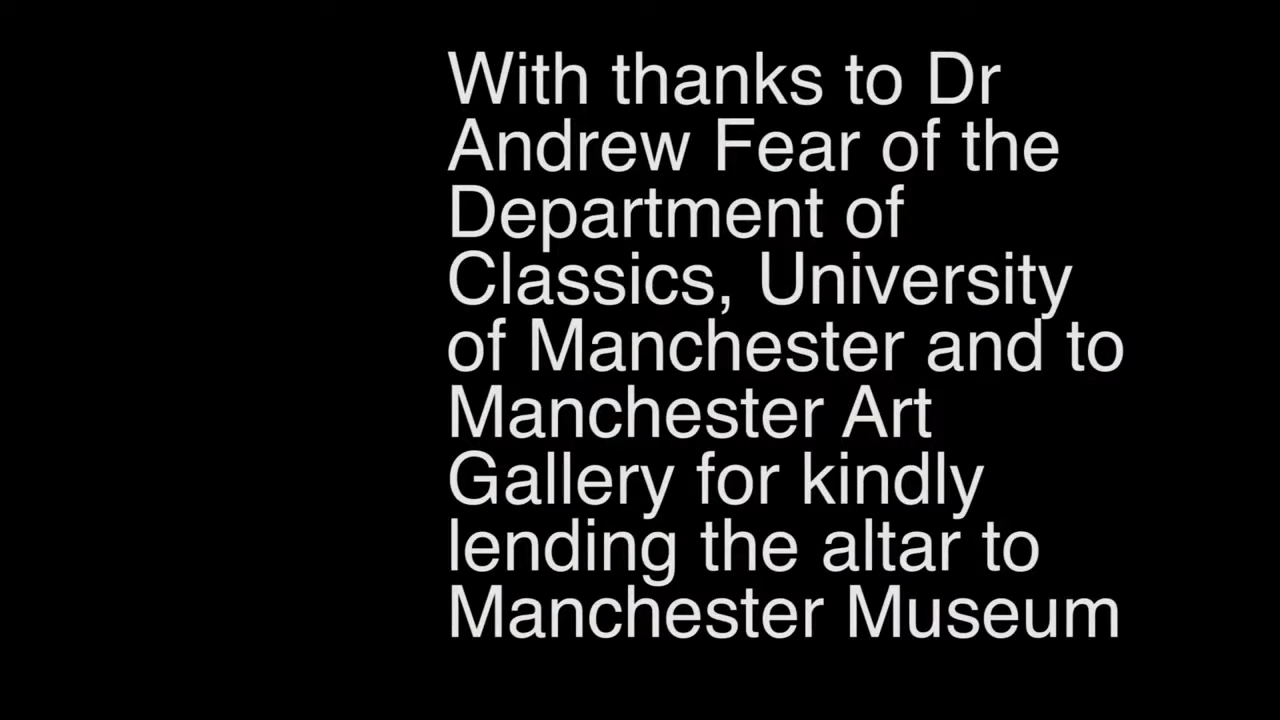 With thanks to Dr
Andrew Fear of the
Department of
Classics, University
of Manchester and to
Manchester Art
Gallery for kindly
lending the altar to
Manchester Museum